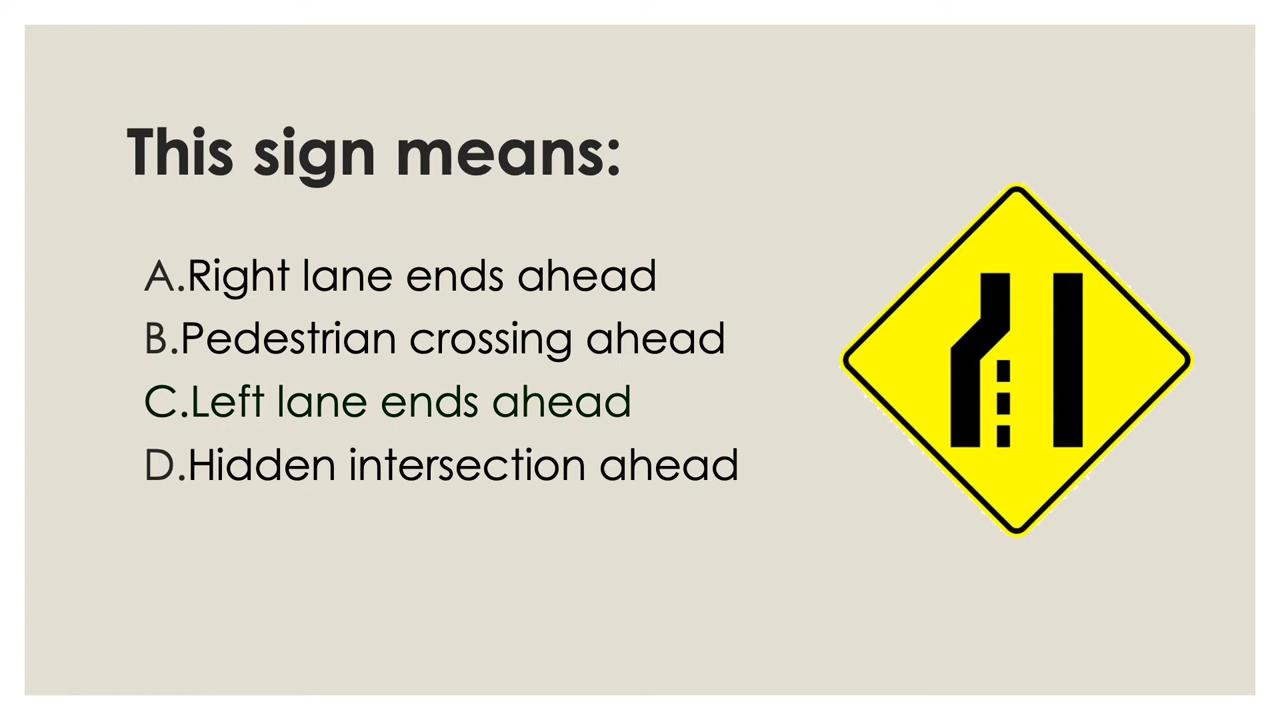 This sign means:
A.Right lane ends ahead
B.Pedestrian crossing ahead
C.Left lane ends ahead
D.Hidden intersection ahead